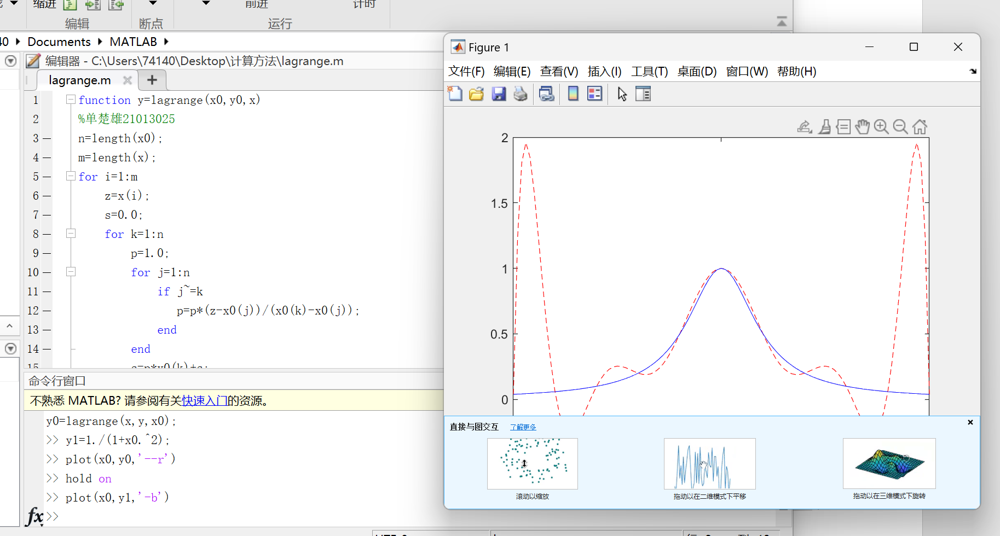 缩进
前进
计时
编辑
断点
运行
Documents
MATLAB
编辑器 - C:\Users\74140\Desktop\计算方法\lagrange.m
lagrange.m
1 function y=lagrange(x0,y0,x)
2 %单楚雄21013025
3 n=length(x0);
4 m=length(x);
5 for i=1:m
6 z=x(i);
7 s=0.0;
8 for k=1:n
9 p=1.0;
10 for j=1:n
11 if j~=k
12 p=p*(z-x0(j))/(x0(k)-x0(j));
13 end
14 end
15 s=p*y0(k)+s;
命令行窗口
不熟悉 MATLAB? 请参阅有关快速入门的资源。
y0=lagrange(x,y,x0);
>> y1=1./(1+x0.^2);
>> plot(x0,y0,'--r')
>> hold on
>> plot(x0,y1,'-b')
fx >>
Figure 1
文件(F) 编辑(E) 查看(V) 插入(I) 工具(T) 桌面(D) 窗口(W) 帮助(H)
2
1.5
1
0.5
0
直接与图交互 了解更多
滚动以缩放
拖动以在二维模式下平移
拖动以在三维模式下旋转